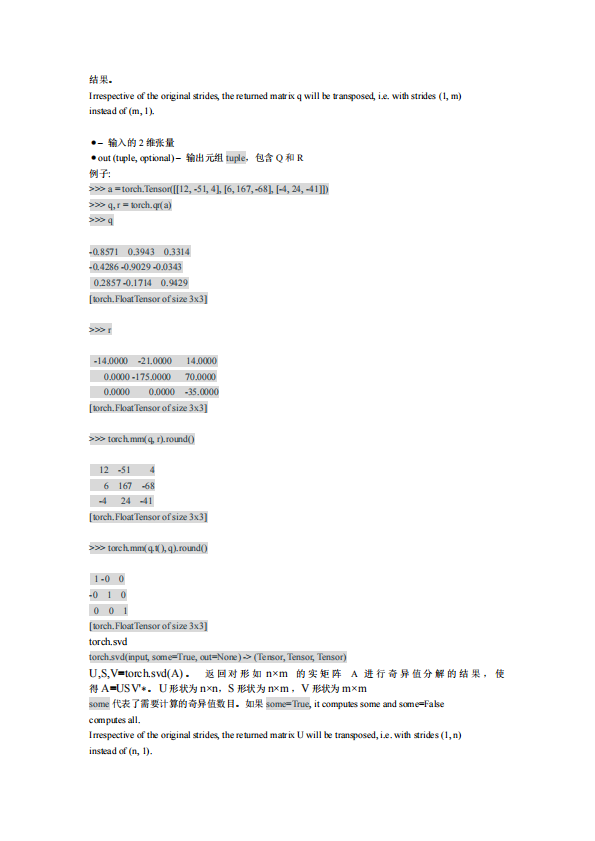 结果。
Irrespective of the original strides, the returned matrix q will be transposed, i.e. with strides (1, m)
instead of (m, 1).
●– 输入的 2 维张量
●out (tuple, optional) – 输出元组 tuple，包含 Q 和 R
例子:
>>> a = torch.Tensor([[12, -51, 4], [6, 167, -68], [-4, 24, -41]])
>>> q, r = torch.qr(a)
>>> q
-0.8571 0.3943 0.3314
-0.4286 -0.9029 -0.0343
0.2857 -0.1714 0.9429
[torch.FloatTensor of size 3x3]
>>> r
-14.0000 -21.0000 14.0000
0.0000 -175.0000 70.0000
0.0000 0.0000 -35.0000
[torch.FloatTensor of size 3x3]
>>> torch.mm(q, r).round()
12 -51 4
6 167 -68
-4 24 -41
[torch.FloatTensor of size 3x3]
>>> torch.mm(q.t(), q).round()
1 -0 0
-0 1 0
0 0 1
[torch.FloatTensor of size 3x3]
torch.svd
torch.svd(input, some=True, out=None) -> (Tensor, Tensor, Tensor)
U,S,V=torch.svd(A)。 返回对形如 n×m 的实矩阵 A 进行奇异值分解的结果，使
得 A=USV'∗。U 形状为 n×n，S 形状为 n×m ，V 形状为 m×m
some 代表了需要计算的奇异值数目。如果 some=True, it computes some and some=False
computes all.
Irrespective of the original strides, the returned matrix U will be transposed, i.e. with strides (1, n)
instead of (n, 1).